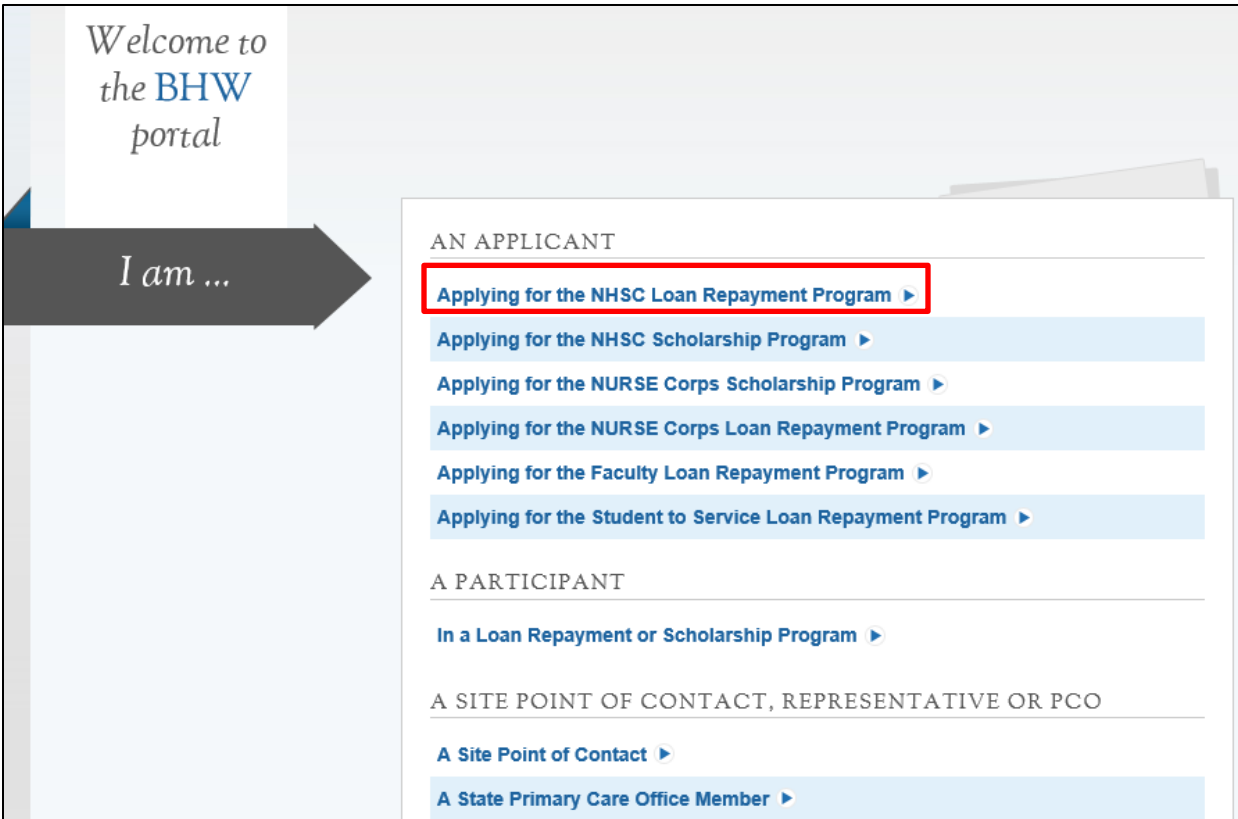 Welcome to
the BHW
portal
I am ...
AN APPLICANT
Applying for the NHSC Loan Repayment Program
Applying for the NHSC Scholarship Program
Applying for the NURSE Corps Scholarship Program
Applying for the NURSE Corps Loan Repayment Program
Applying for the Faculty Loan Repayment Program
Applying for the Student to Service Loan Repayment Program
A PARTICIPANT
In a Loan Repayment or Scholarship Program
A SITE POINT OF CONTACT, REPRESENTATIVE OR PCO
A Site Point of Contact
A State Primary Care Office Member